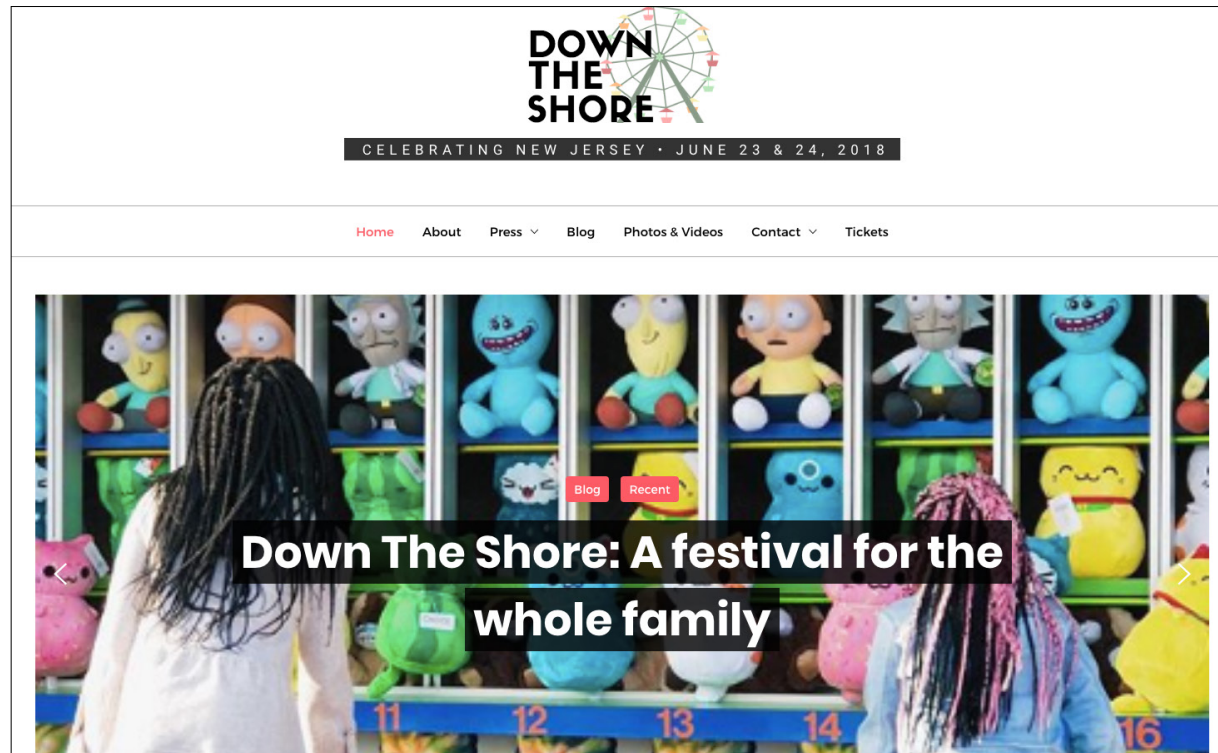 DOWN
THE
SHORE
CELEBRATING NEW JERSEY • JUNE 23 & 24, 2018
Home About Press Blog Photos & Videos Contact Tickets
Blog Recent
Down The Shore: A festival for the
whole family
11 12 13 14 16